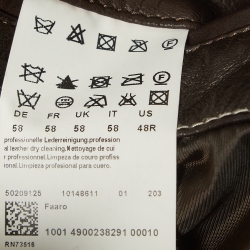 DE FR UK IT US
58 58 58 58 48R
professionelle Lederreinigung.profession
al leather dry cleaning.Nettoyage de cui
r professionnel.Limpeza de couro profiss
ional.Limpieza profesional para cuero.
50209125 10148611 01 203
Faaro
1001 4900238291 00010
RN73516